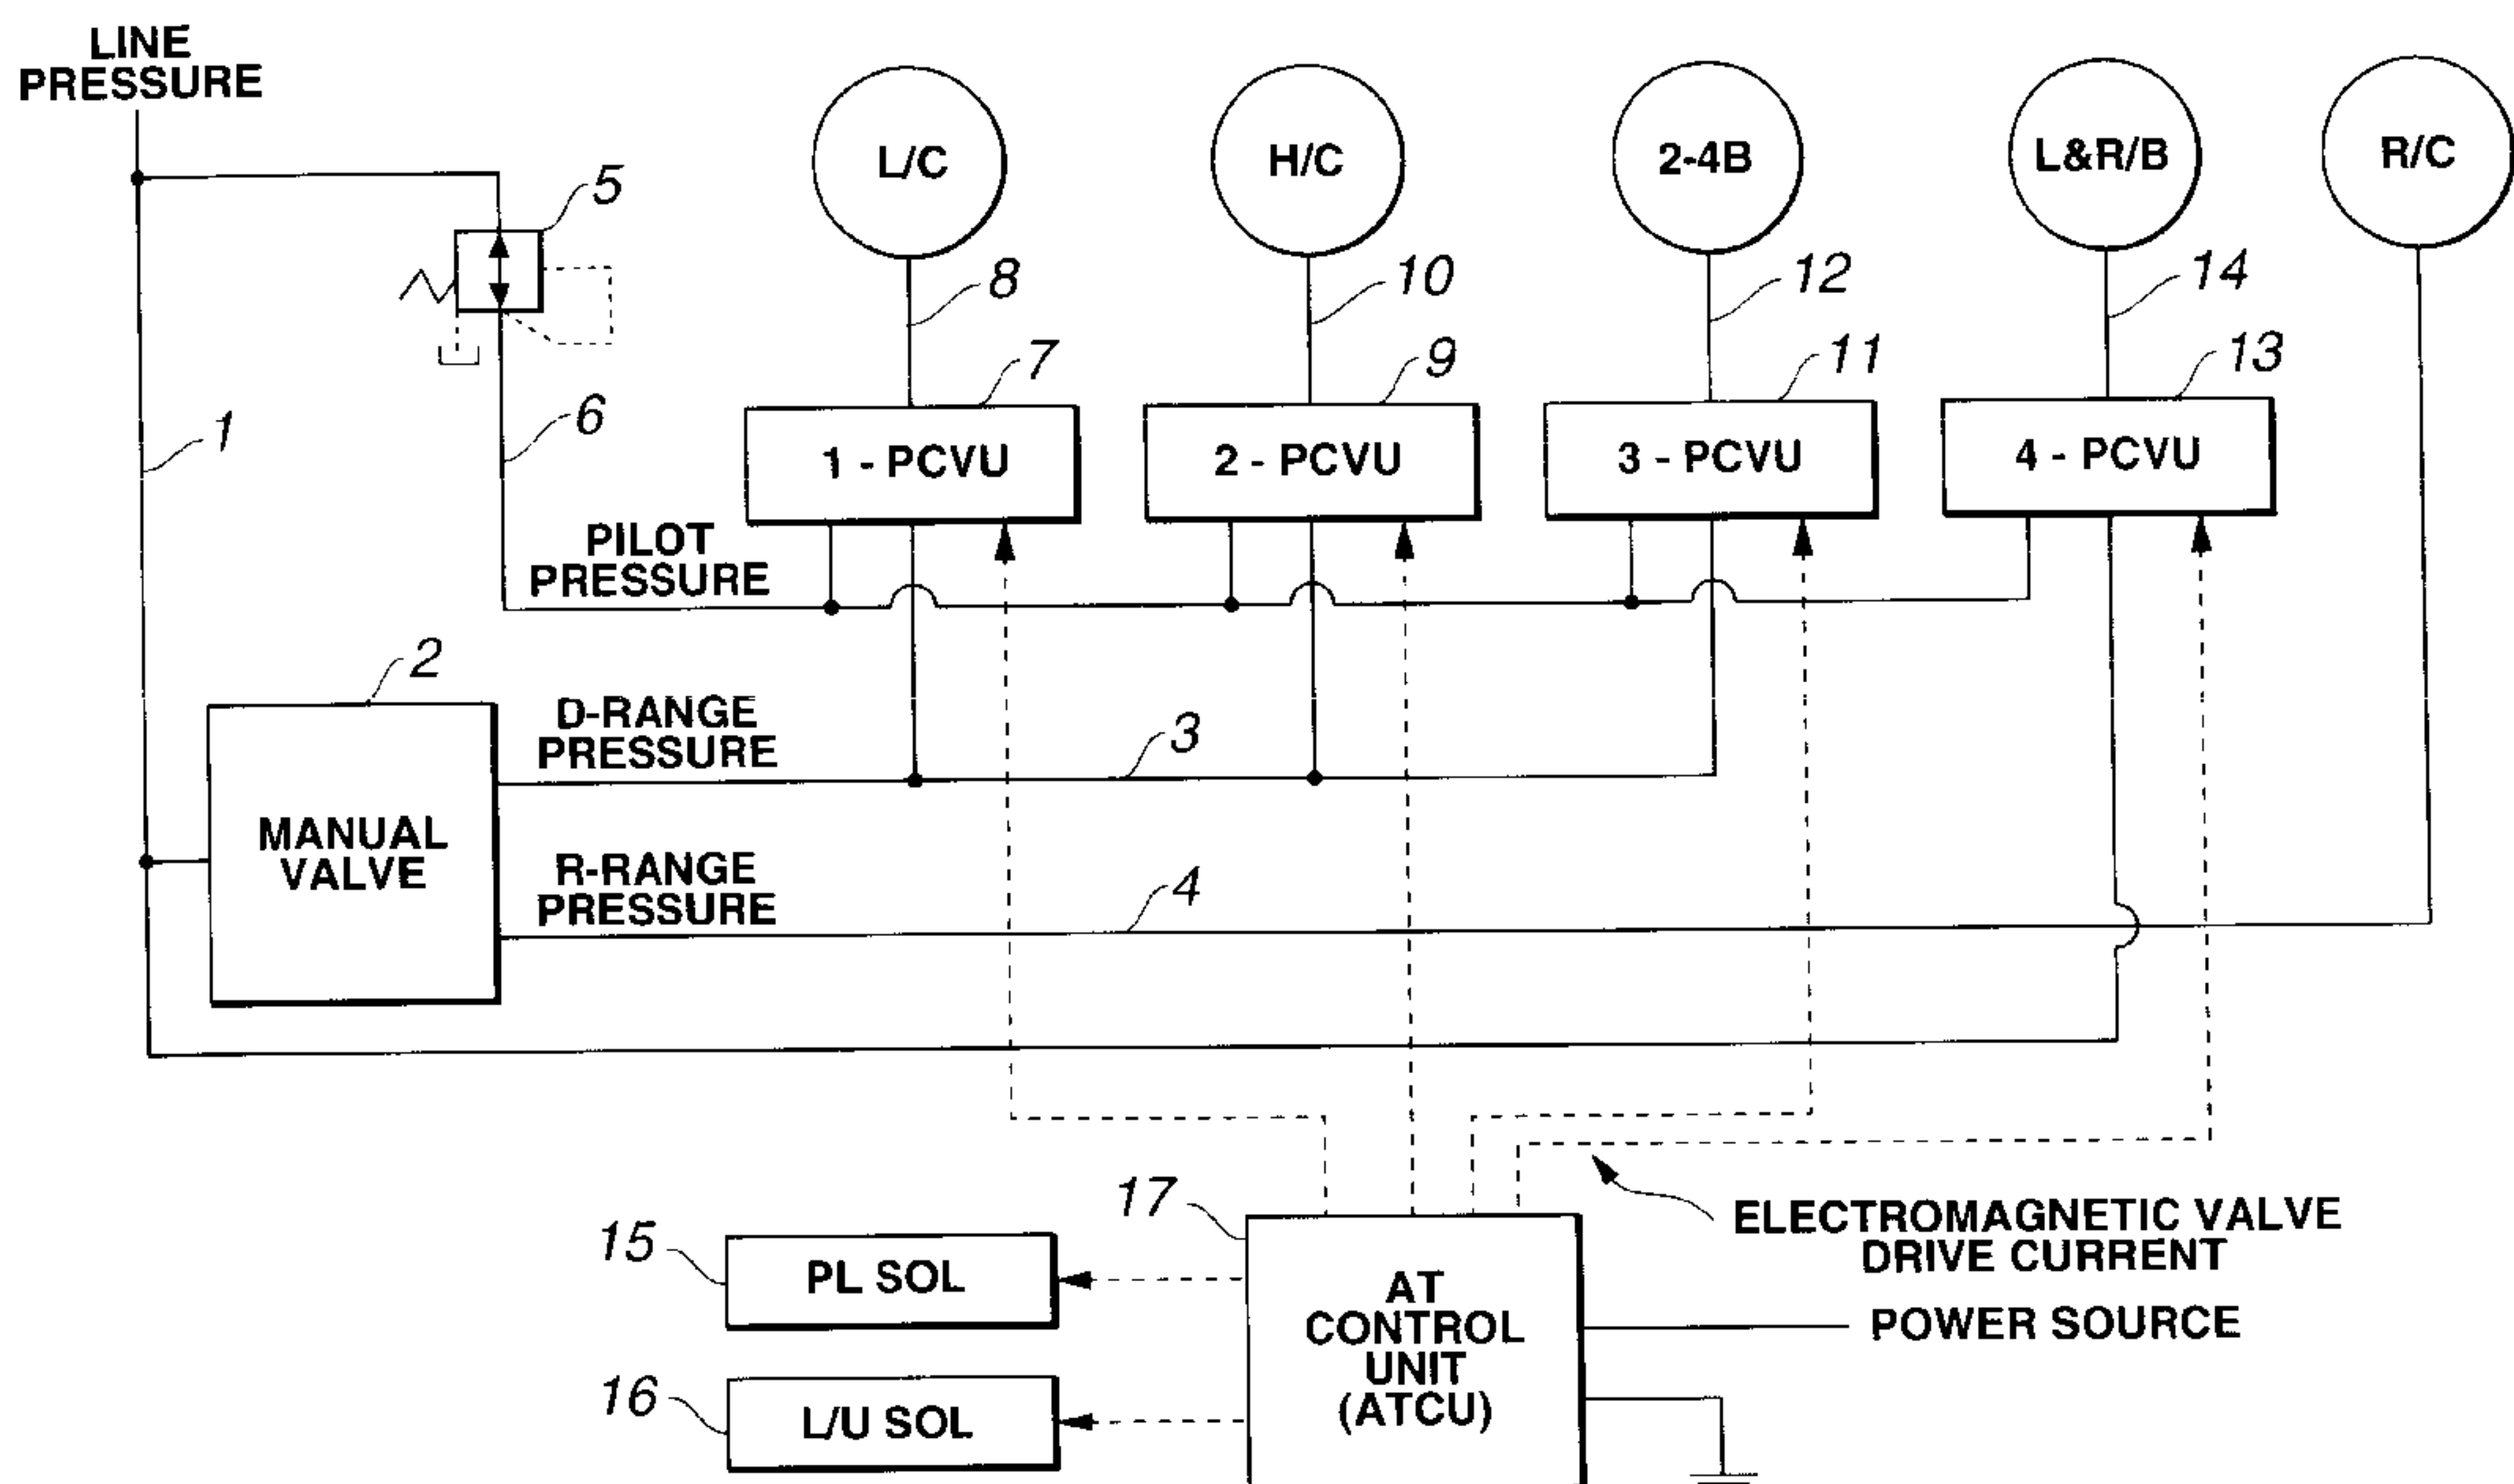 LINE
PRESSURE
L/C
H/C
2-4B
L&R/B
R/C
5
8
10
12
14
7
9
11
13
1
6
1 - PCVU
2 - PCVU
3 - PCVU
4 - PCVU
PILOT
PRESSURE
2
D-RANGE
PRESSURE
3
MANUAL
VALVE
R-RANGE
PRESSURE
4
17
ELECTROMAGNETIC VALVE
DRIVE CURRENT
15
PL SOL
AT
CONTROL
UNIT
(ATCU)
POWER SOURCE
16
L/U SOL